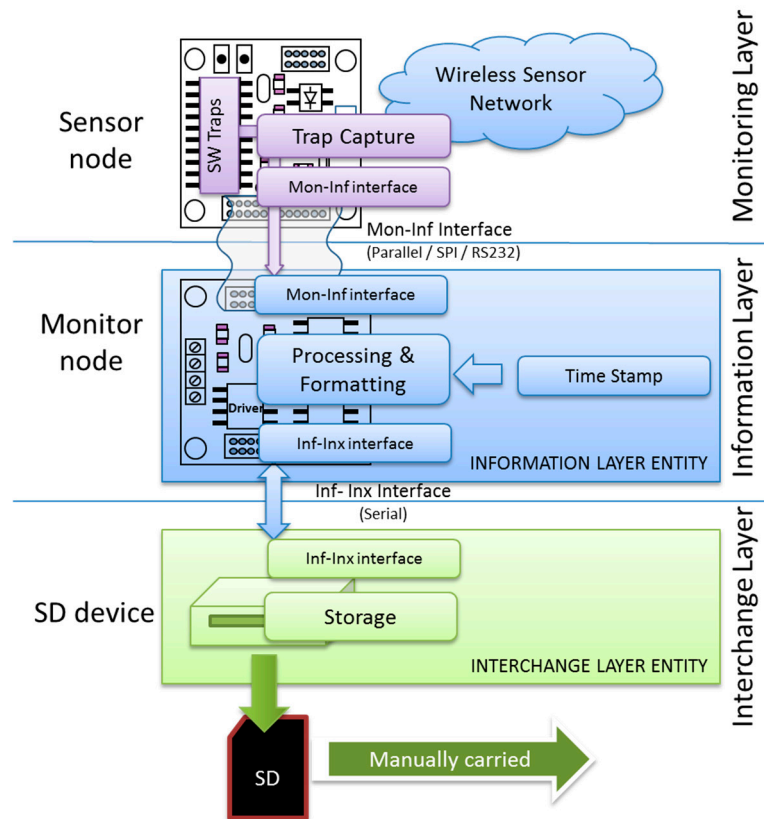 Monitoring Layer
Wireless Sensor
Network
Sensor
node
SW Traps
Trap Capture
Mon-Inf interface
Mon-Inf Interface
(Parallel / SPI / RS232)
Information Layer
Monitor
node
Mon-Inf interface
Processing &
Formatting
Time Stamp
Driver
Inf-Inx interface
INFORMATION LAYER ENTITY
Inf- Inx Interface
(Serial)
Interchange Layer
Inf-Inx interface
SD device
Storage
INTERCHANGE LAYER ENTITY
SD
Manually carried